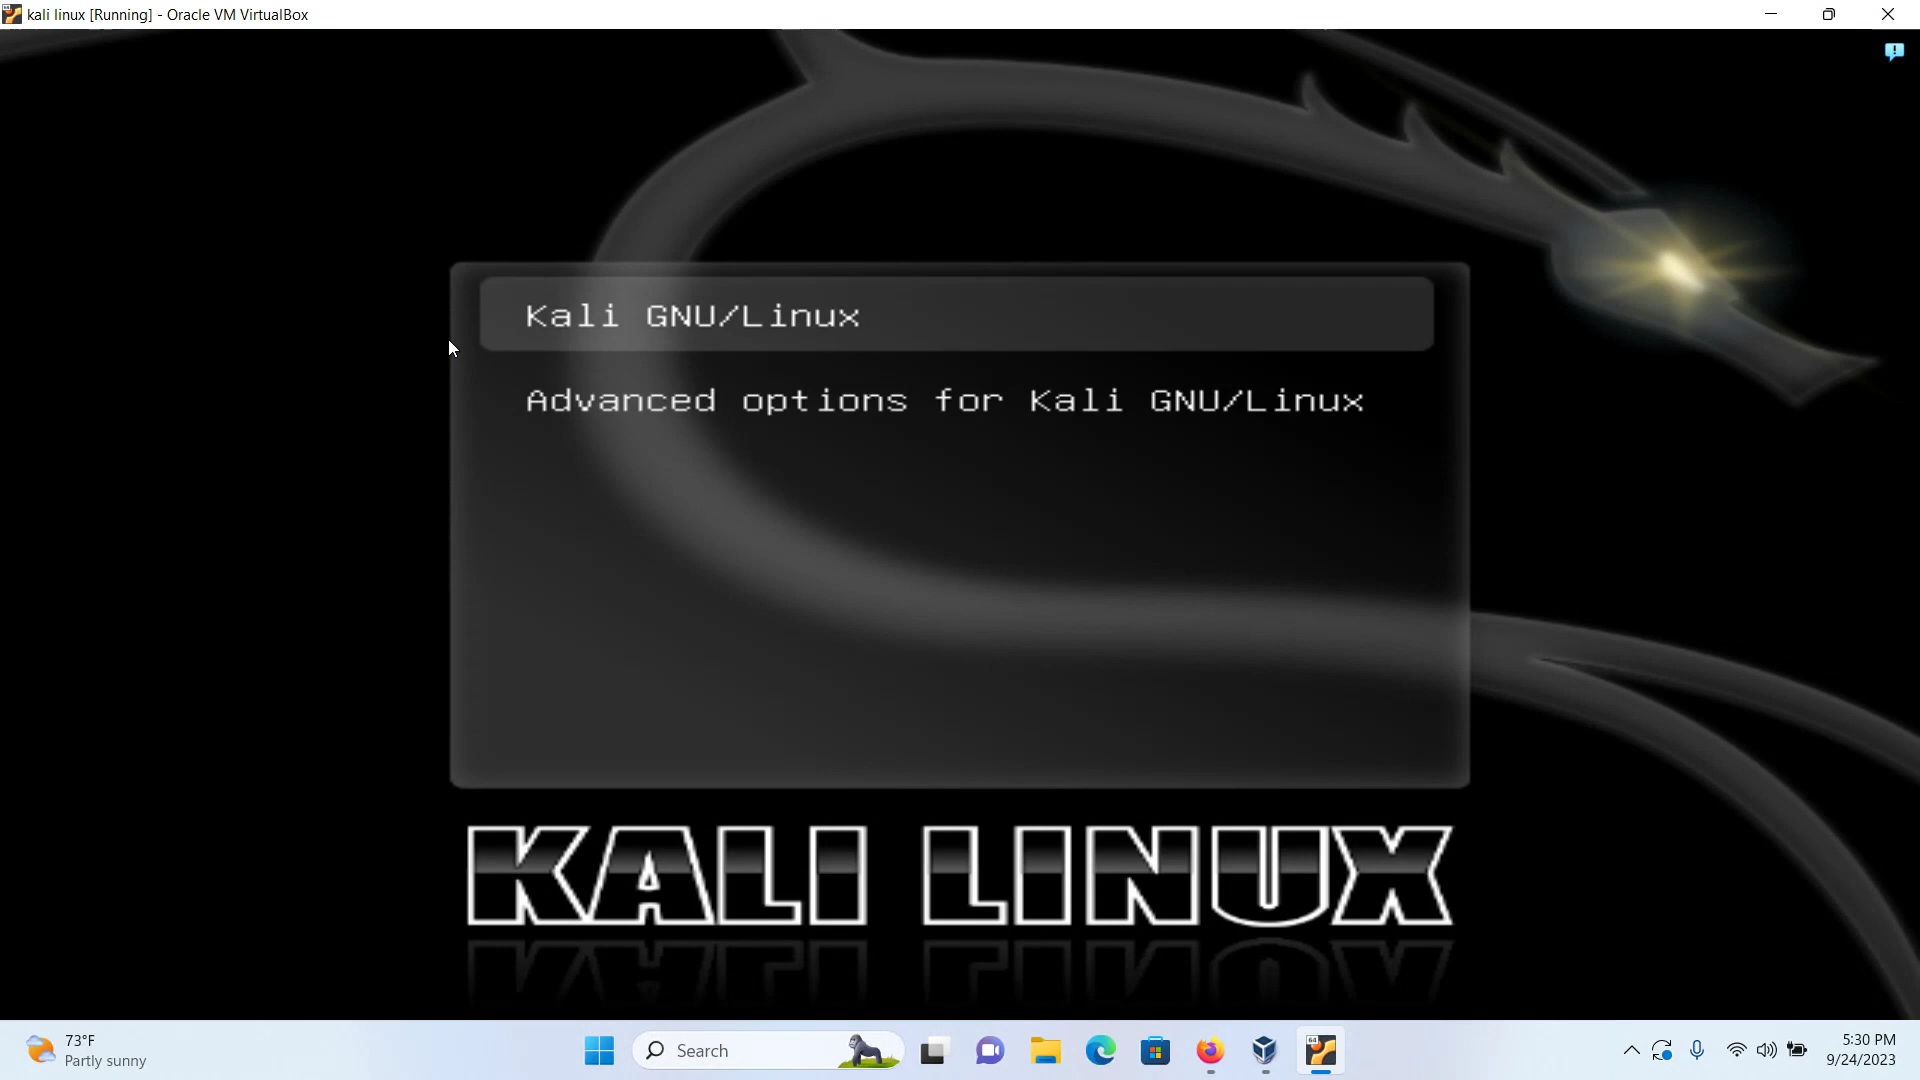 kali linux [Running] - Oracle VM VirtualBox
Kali GNU/Linux
Advanced options for Kali GNU/Linux
KALI LINUX
73°F
Partly sunny
Search
64
5:30 PM
9/24/2023